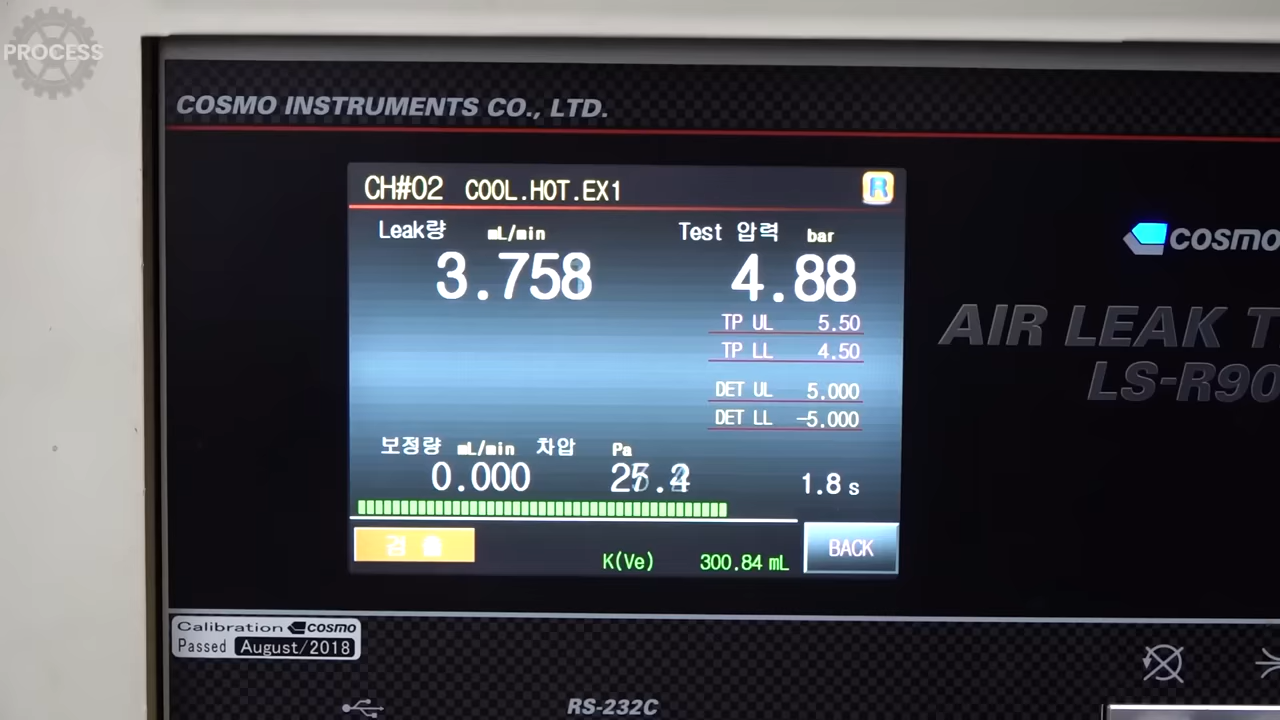 PROCESS
COSMO INSTRUMENTS CO., LTD.
CH#02 COOL.HOT.EX1 R
Leak량 mL/min Test 압력 bar
3.758 4.88
TP UL 5.50
TP LL 4.50
DET UL 5.000
DET LL -5.000
보정량 mL/min 차압 Pa
0.000 1.8 s
검 출
K(Ve) 300.84 mL
BACK
COSMO
AIR LEAK T
LS-R90
Calibration COSMO
Passed August/2018
RS-232C